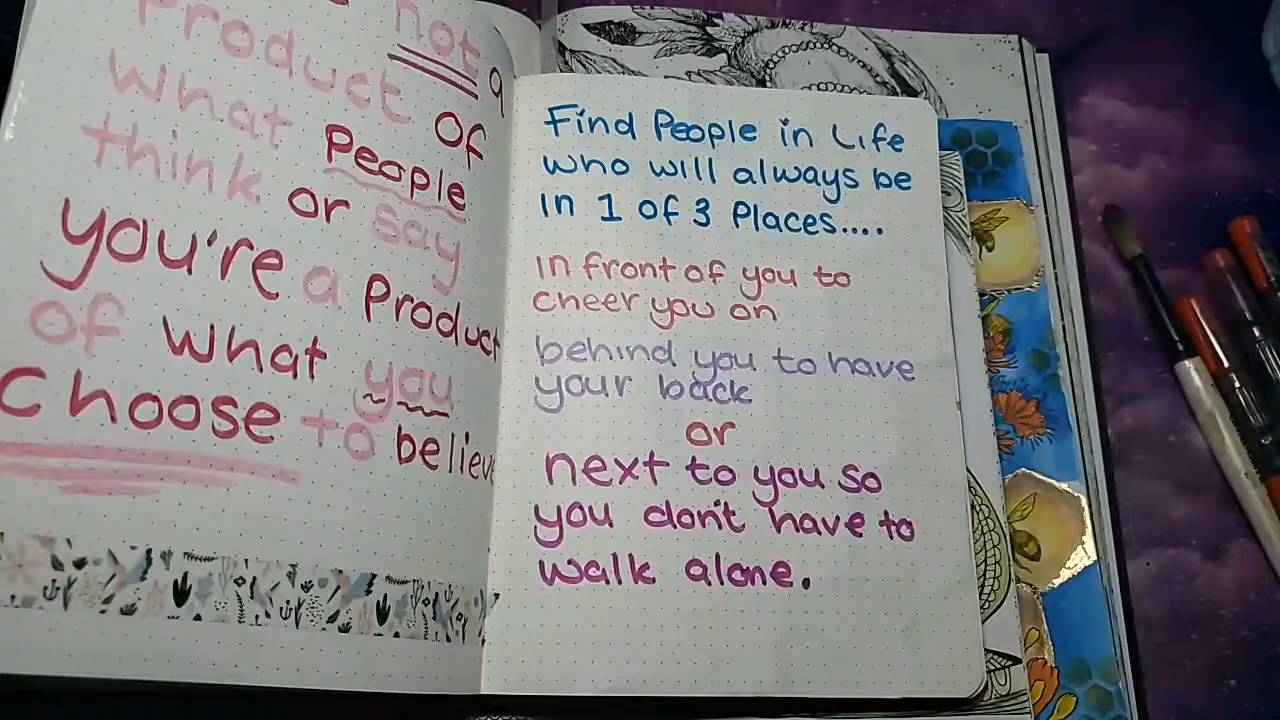 not a
Product Of
what People
think or say
you're a Product
of what you
Choose to believe
Find People in Life
who will always be
in 1 of 3 Places....
in front of you to
cheer you on
behind you to have
your back
or
next to you so
you don't have to
walk alone.